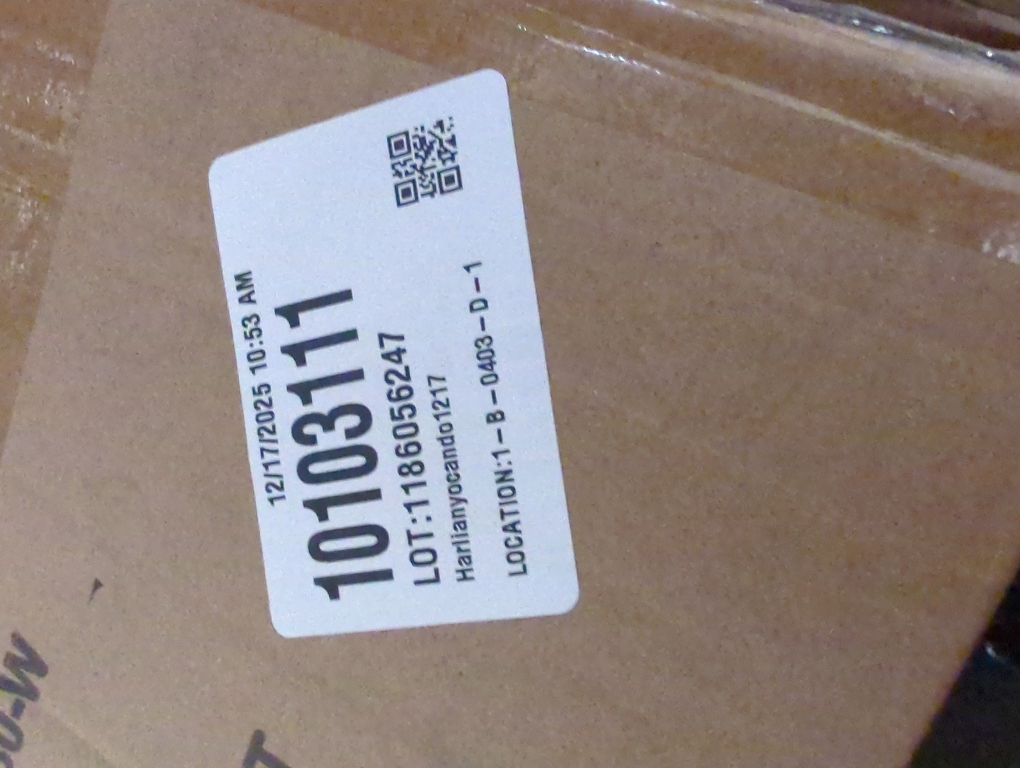 12/17/2025 10:53 AM
10103111
LOT:1186056247
Harlianyocando1217
LOCATION:1-B-0403-D-1